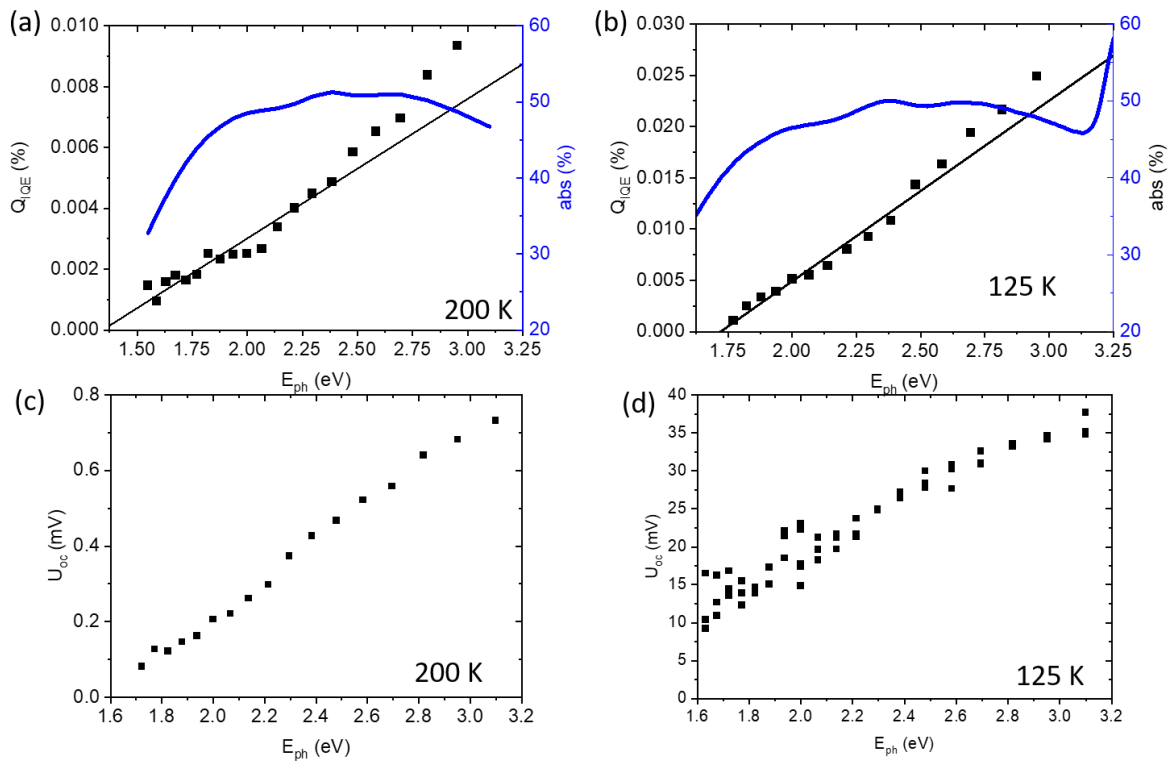 (a)
0.010
0.008
0.006
0.004
0.002
0.000
Q_IQE (%)
60
50
40
30
20
abs (%)
200 K
1.50 1.75 2.00 2.25 2.50 2.75 3.00 3.25
E_ph (eV)
(b)
0.030
0.025
0.020
0.015
0.010
0.005
0.000
Q_IQE (%)
60
50
40
30
20
abs (%)
125 K
1.75 2.00 2.25 2.50 2.75 3.00 3.25
E_ph (eV)
(c)
0.8
0.6
0.4
0.2
0.0
U_oc (mV)
200 K
1.6 1.8 2.0 2.2 2.4 2.6 2.8 3.0 3.2
E_ph (eV)
(d)
40
35
30
25
20
15
10
5
0
U_oc (mV)
125 K
1.6 1.8 2.0 2.2 2.4 2.6 2.8 3.0 3.2
E_ph (eV)